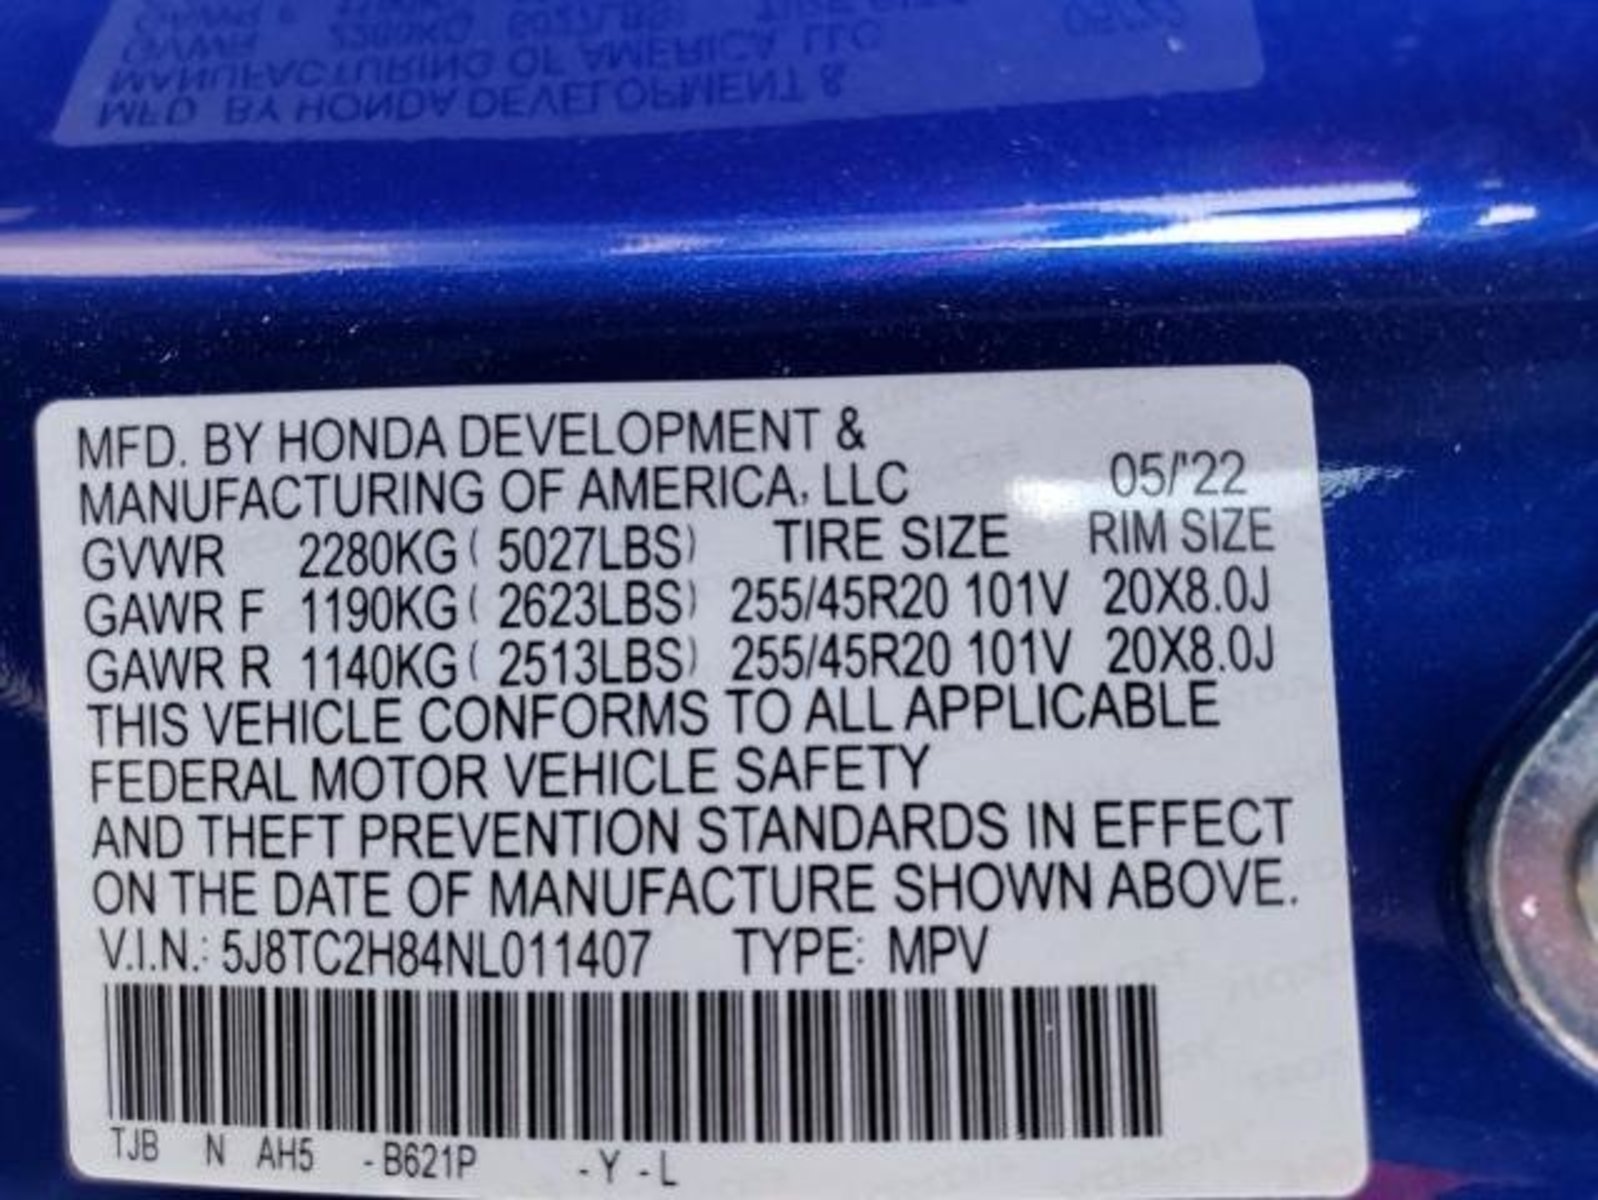 MFD. BY HONDA DEVELOPMENT &
MANUFACTURING OF AMERICA, LLC 05/'22
GVWR 2280KG ( 5027LBS) TIRE SIZE RIM SIZE
GAWR F 1190KG ( 2623LBS) 255/45R20 101V 20X8.0J
GAWR R 1140KG ( 2513LBS) 255/45R20 101V 20X8.0J
THIS VEHICLE CONFORMS TO ALL APPLICABLE
FEDERAL MOTOR VEHICLE SAFETY
AND THEFT PREVENTION STANDARDS IN EFFECT
ON THE DATE OF MANUFACTURE SHOWN ABOVE.
V.I.N.: 5J8TC2H84NL011407 TYPE: MPV
TJB N AH5 - B621P - Y - L